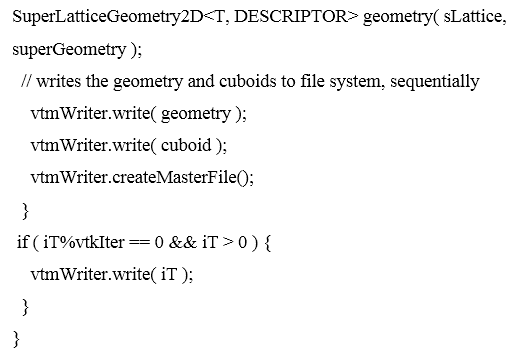 SuperLatticeGeometry2D<T, DESCRIPTOR> geometry( sLattice,
superGeometry );
// writes the geometry and cuboids to file system, sequentially
vtmWriter.write( geometry );
vtmWriter.write( cuboid );
vtmWriter.createMasterFile();
}
if ( iT%vtkIter == 0 && iT > 0 ) {
vtmWriter.write( iT );
}
}